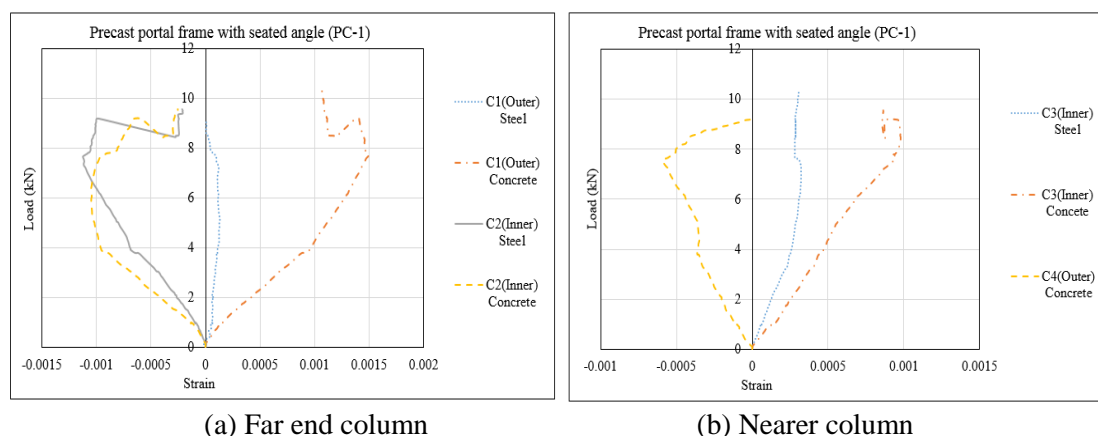 Precast portal frame with seated angle (PC-1)
12
10
8
6
4
2
0
Load (kN)
-0.0015
-0.001
-0.0005
0
0.0005
0.001
0.0015
0.002
Strain
C1(Outer)
Steel
C1(Outer)
Concrete
C2(Inner)
Steel
C2(Inner)
Concrete
(a) Far end column
Precast portal frame with seated angle (PC-1)
12
10
8
6
4
2
0
Load (kN)
-0.001
-0.0005
0
0.0005
0.001
0.0015
Strain
C3(Inner)
Steel
C3(Inner)
Concete
C4(Outer)
Concrete
(b) Nearer column